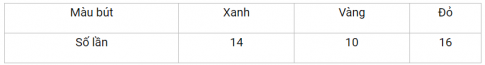 Màu bút Xanh Vàng Đỏ
Số lần 14 10 16